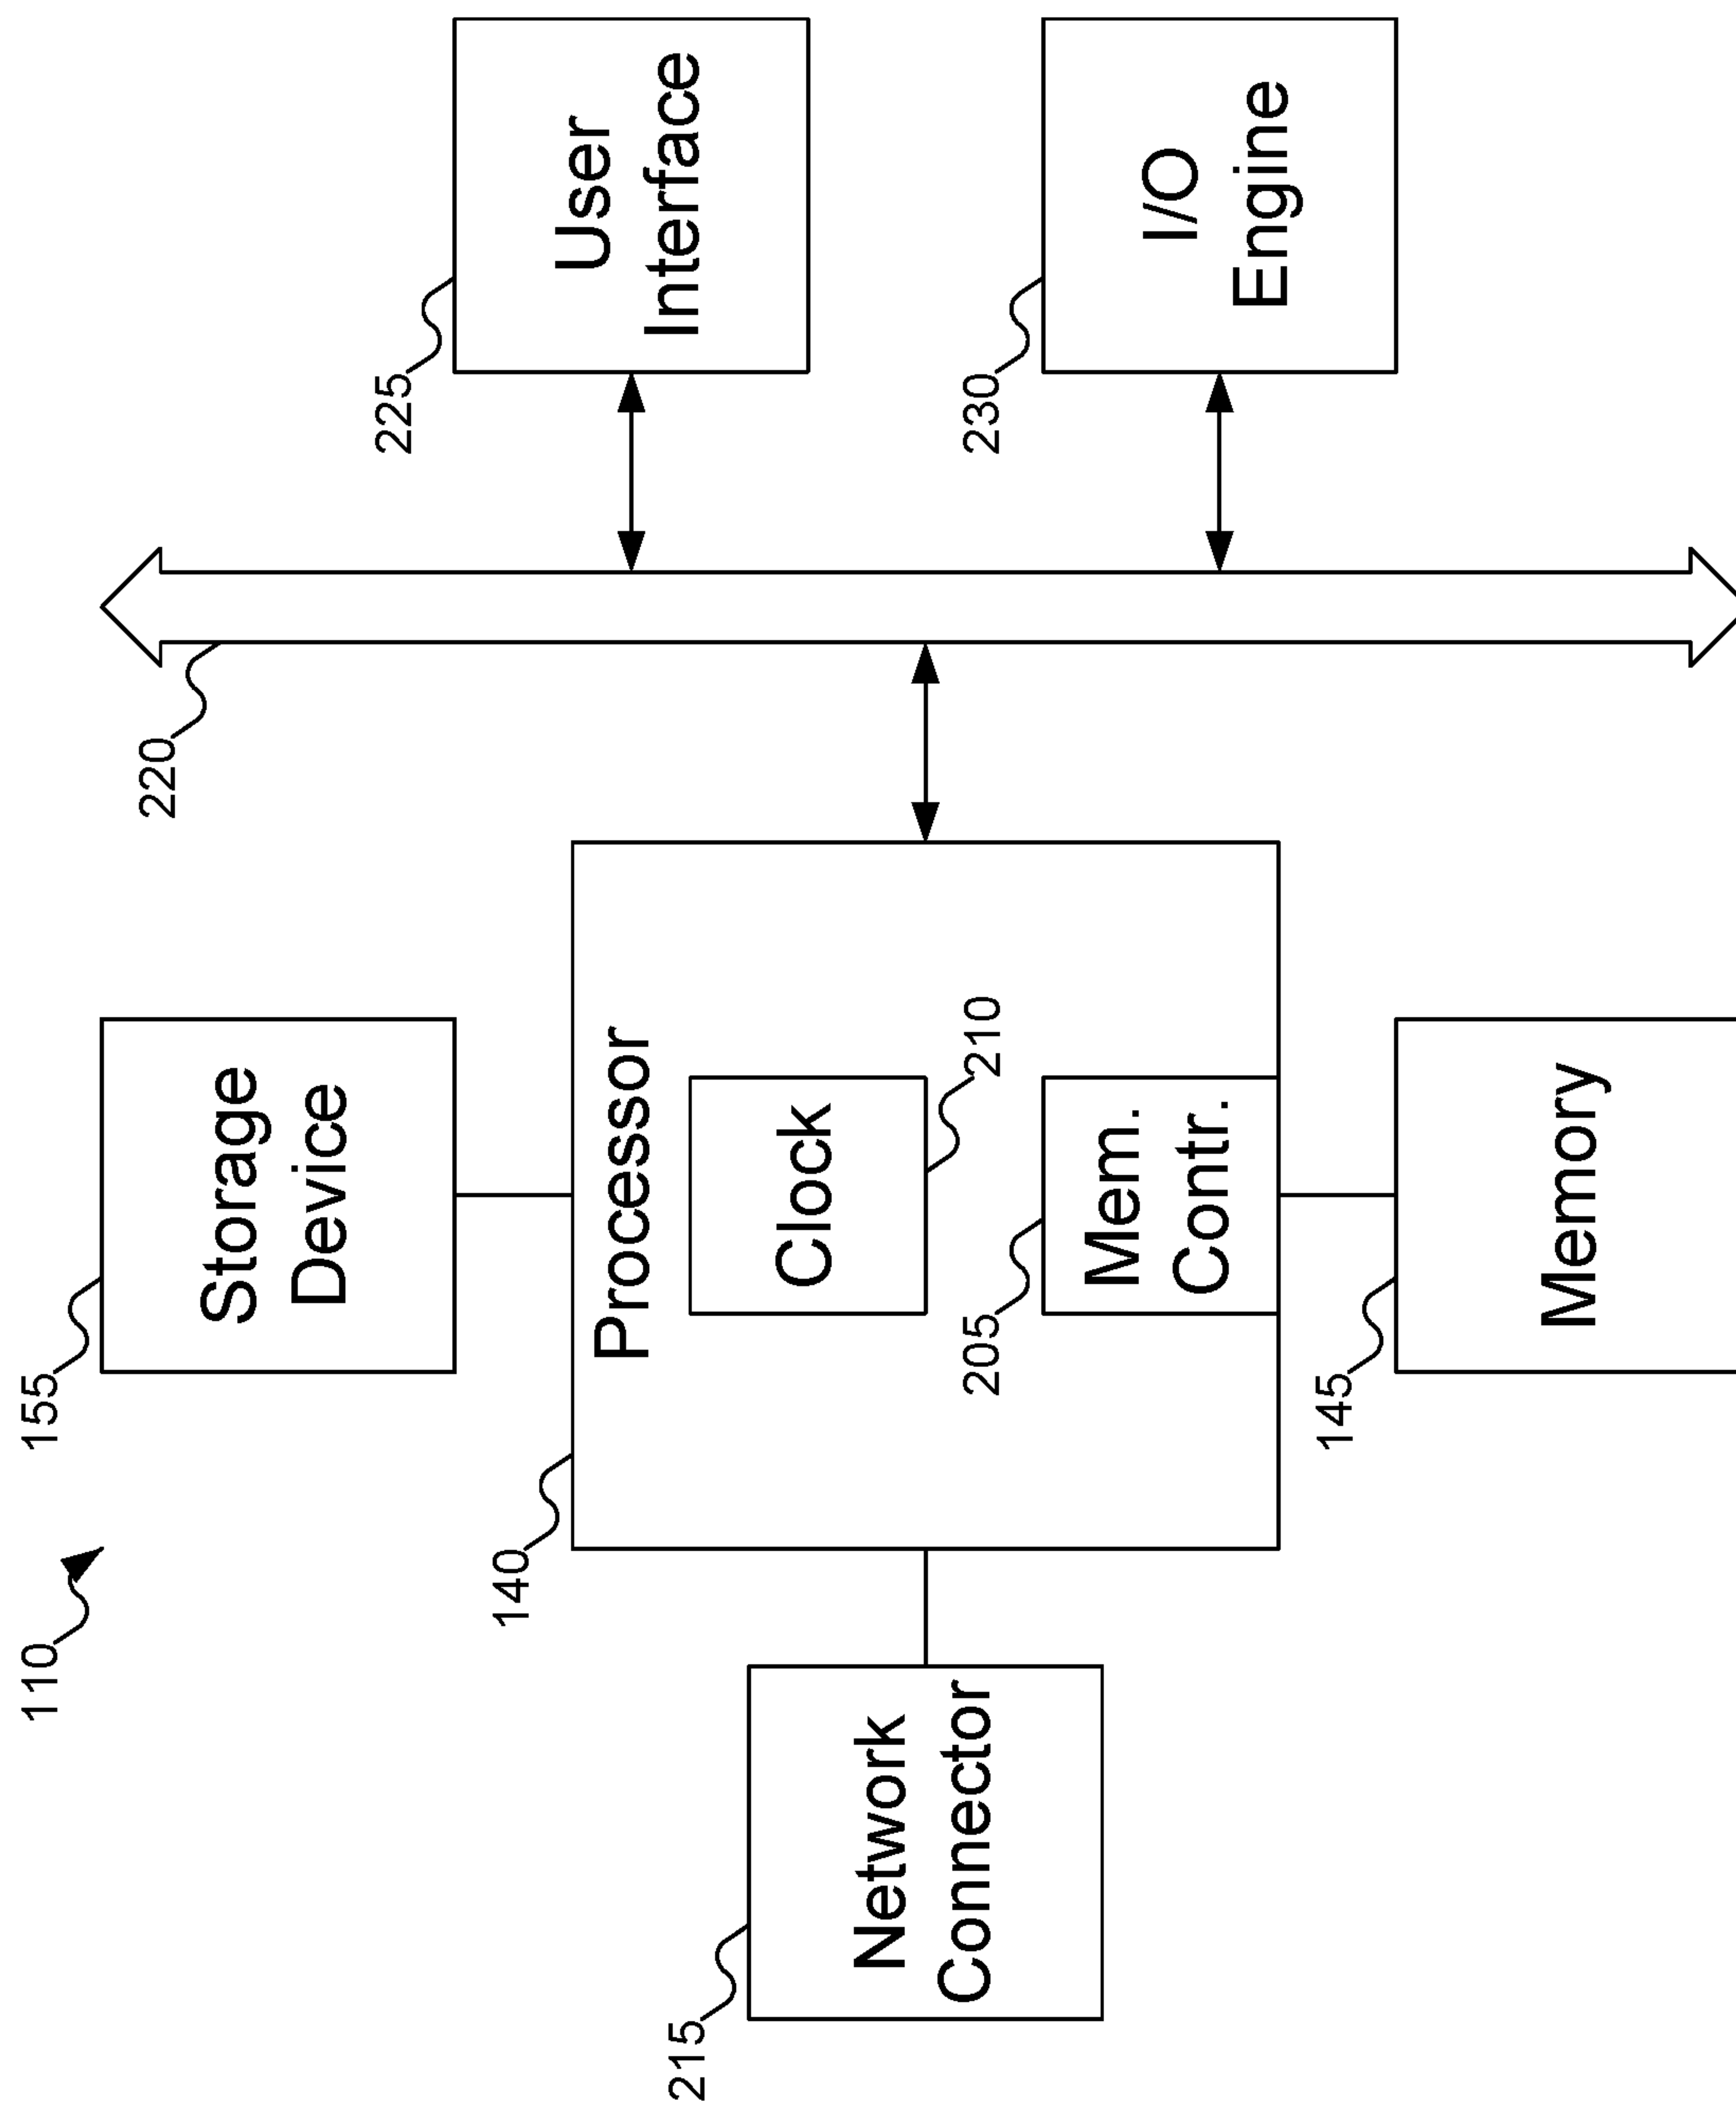 110
155
Storage
Device
220
225
User
Interface
140
Processor
Clock
210
205
Mem.
Contr.
215
Network
Connector
230
I/O
Engine
145
Memory